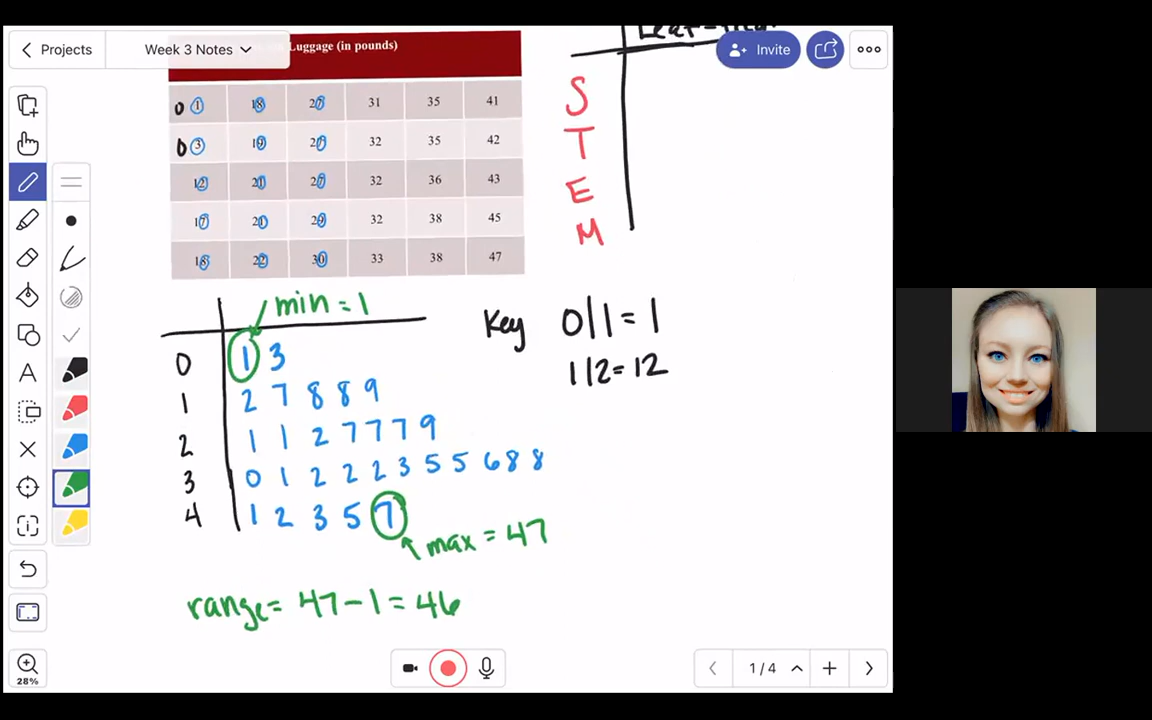 Projects
Week 3 Notes
Luggage (in pounds)
Invite
0 1 18 27 31 35 41
0 3 19 27 32 35 42
12 21 27 32 36 43
17 21 29 32 38 45
18 22 30 33 38 47
S
T
E
M
min = 1
Key 0|1 = 1
1|2 = 12
0 1 3
1 2 7 8 8 9
2 1 1 2 7 7 7 9
3 0 1 2 2 2 3 5 5 6 8 8
4 1 2 3 5 7
max = 47
range = 47 - 1 = 46
28%
1/4